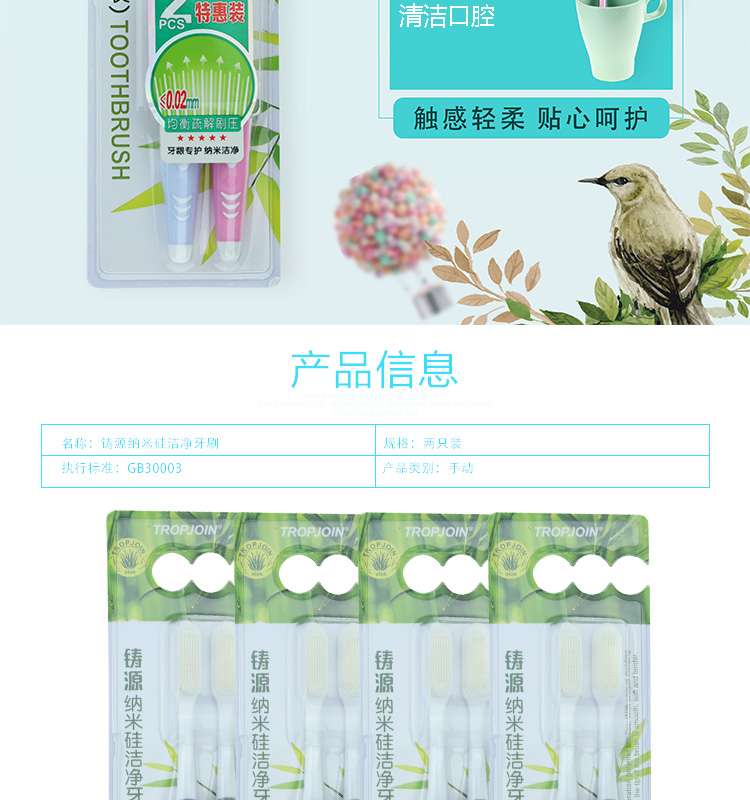 清洁口腔
2 特惠装
PCS
TOOTHBRUSH
≤0.02mm
均衡疏解刷压
★★★★★
牙龈专护 纳米洁净
触感轻柔 贴心呵护
产品信息
名称：铸源纳米硅洁净牙刷
规格：两只装
执行标准：GB30003
产品类别：手动
TROPJOIN®
TROPJOIN®
TROPJOIN®
TROPJOIN®
TROPJOIN
TROPJOIN
TROPJOIN
TROPJOIN
铸源纳米硅洁净牙
铸源纳米硅洁净牙
铸源纳米硅洁净牙
铸源纳米硅洁净牙